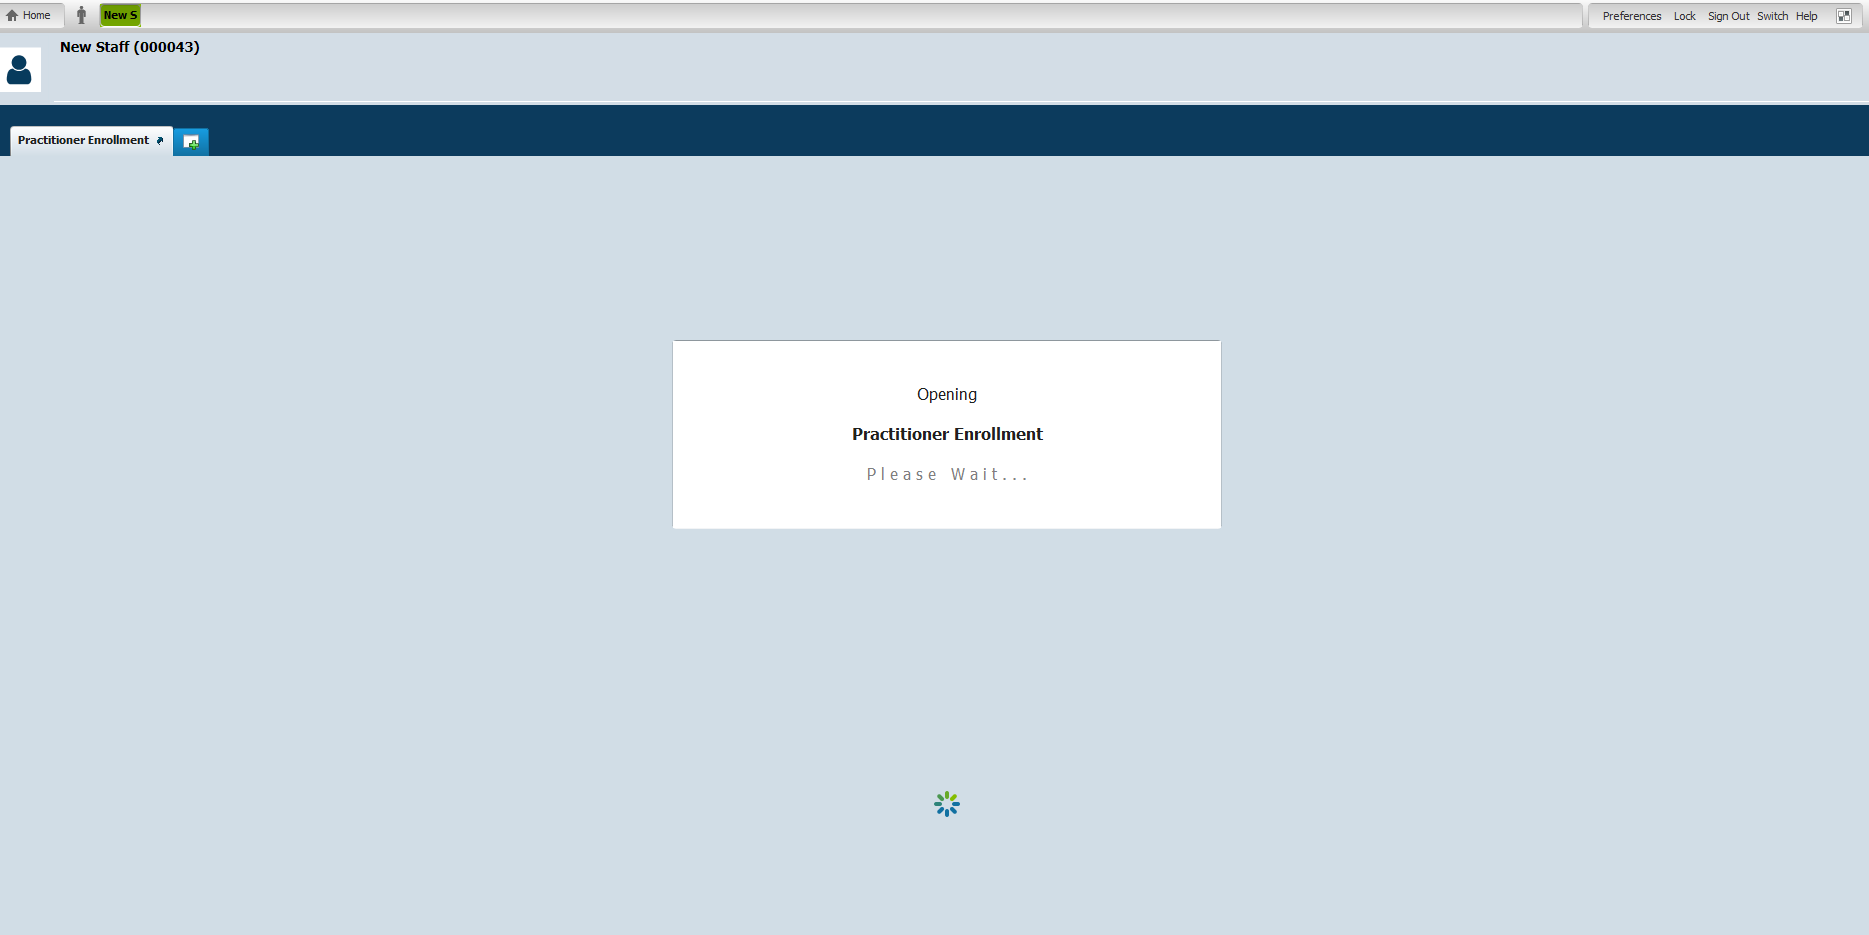 Home New S Preferences Lock Sign Out Switch Help
New Staff (000043)
Practitioner Enrollment
Opening
Practitioner Enrollment
Please Wait...